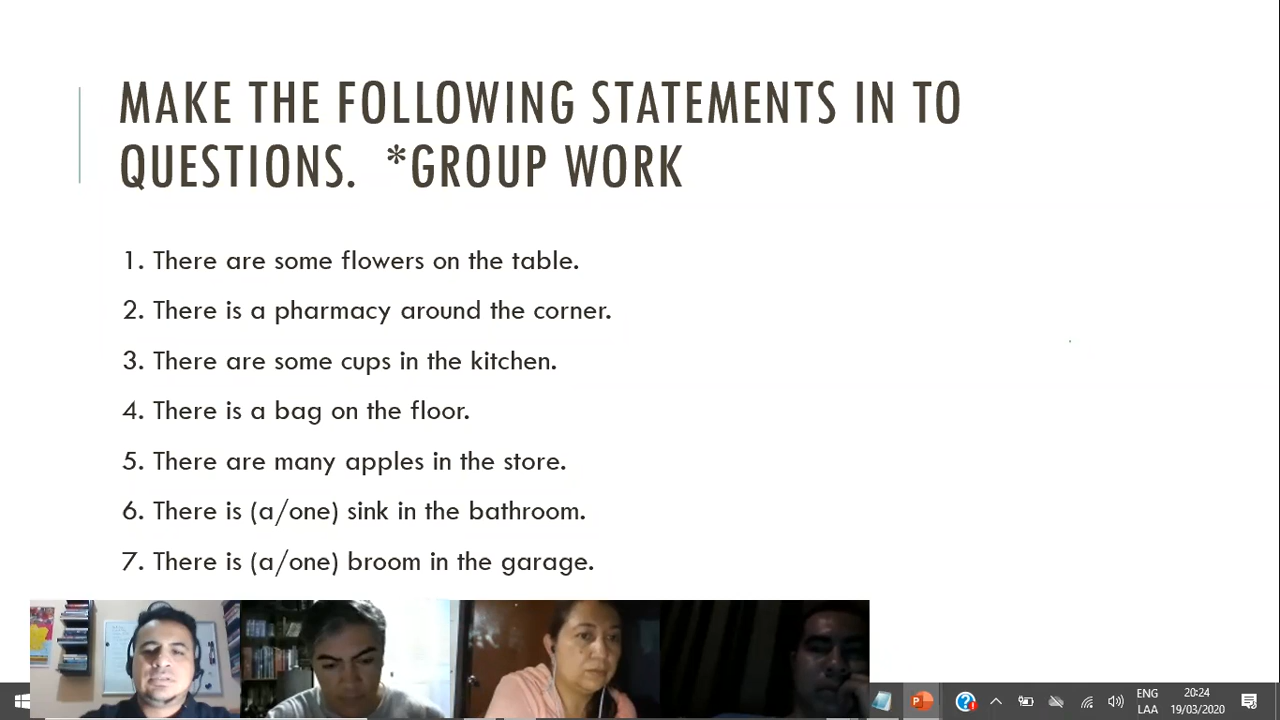 MAKE THE FOLLOWING STATEMENTS IN TO
QUESTIONS. *GROUP WORK
1. There are some flowers on the table.
2. There is a pharmacy around the corner.
3. There are some cups in the kitchen.
4. There is a bag on the floor.
5. There are many apples in the store.
6. There is (a/one) sink in the bathroom.
7. There is (a/one) broom in the garage.
ENG
LAA
20:24
19/03/2020